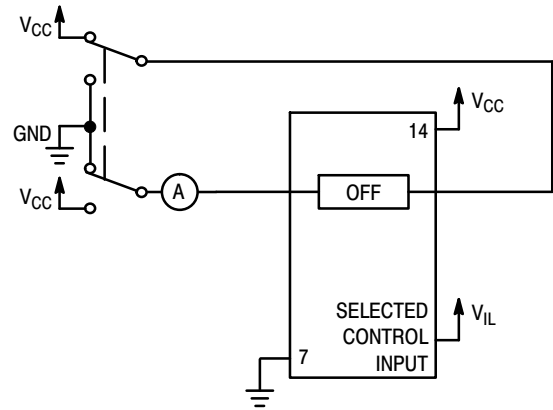 VCC
VCC
14
GND
VCC
A
OFF
SELECTED
CONTROL
INPUT
VIL
7